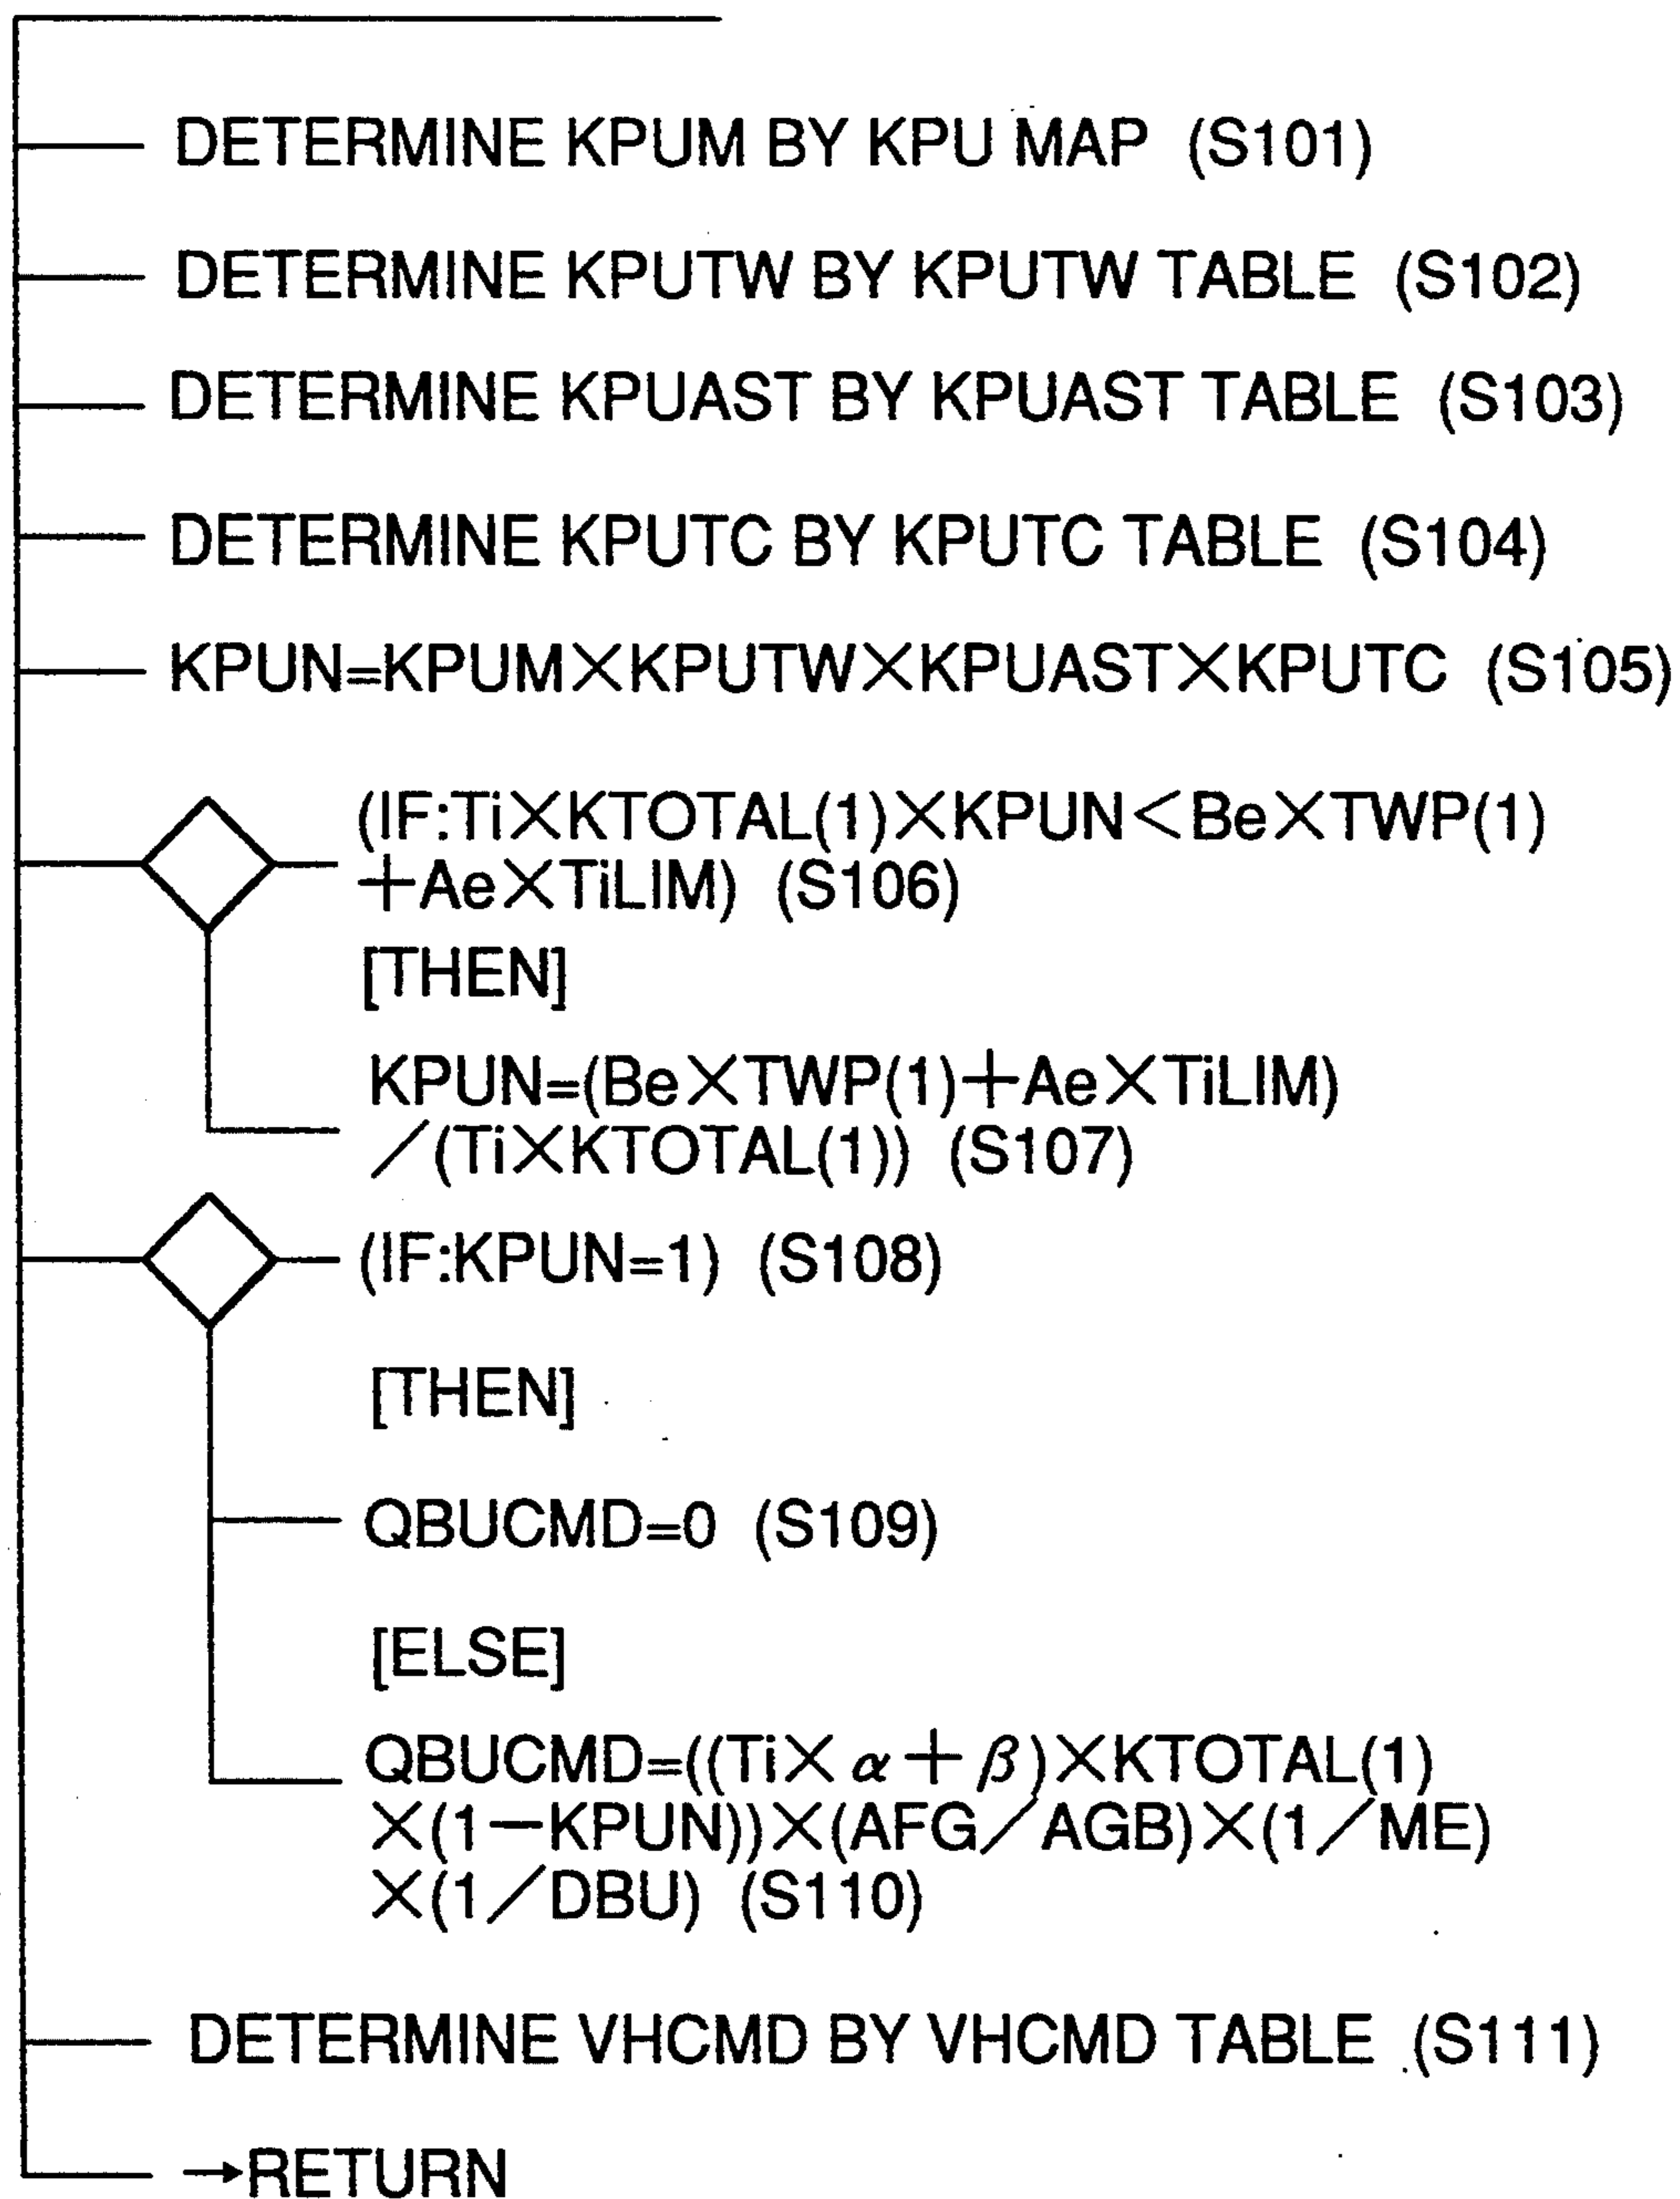 DETERMINE KPUM BY KPU MAP (S101)
DETERMINE KPUTW BY KPUTW TABLE (S102)
DETERMINE KPUAST BY KPUAST TABLE (S103)
DETERMINE KPUTC BY KPUTC TABLE (S104)
KPUN=KPUM×KPUTW×KPUAST×KPUTC (S105)
(IF:Ti×KTOTAL(1)×KPUN<Be×TWP(1)
+Ae×TiLIM) (S106)
[THEN]
KPUN=(Be×TWP(1)+Ae×TiLIM)
/(Ti×KTOTAL(1)) (S107)
(IF:KPUN=1) (S108)
[THEN]
QBUCMD=0 (S109)
[ELSE]
QBUCMD=((Ti×α+β)×KTOTAL(1)
×(1−KPUN))×(AFG/AGB)×(1/ME)
×(1/DBU) (S110)
DETERMINE VHCMD BY VHCMD TABLE (S111)
→RETURN